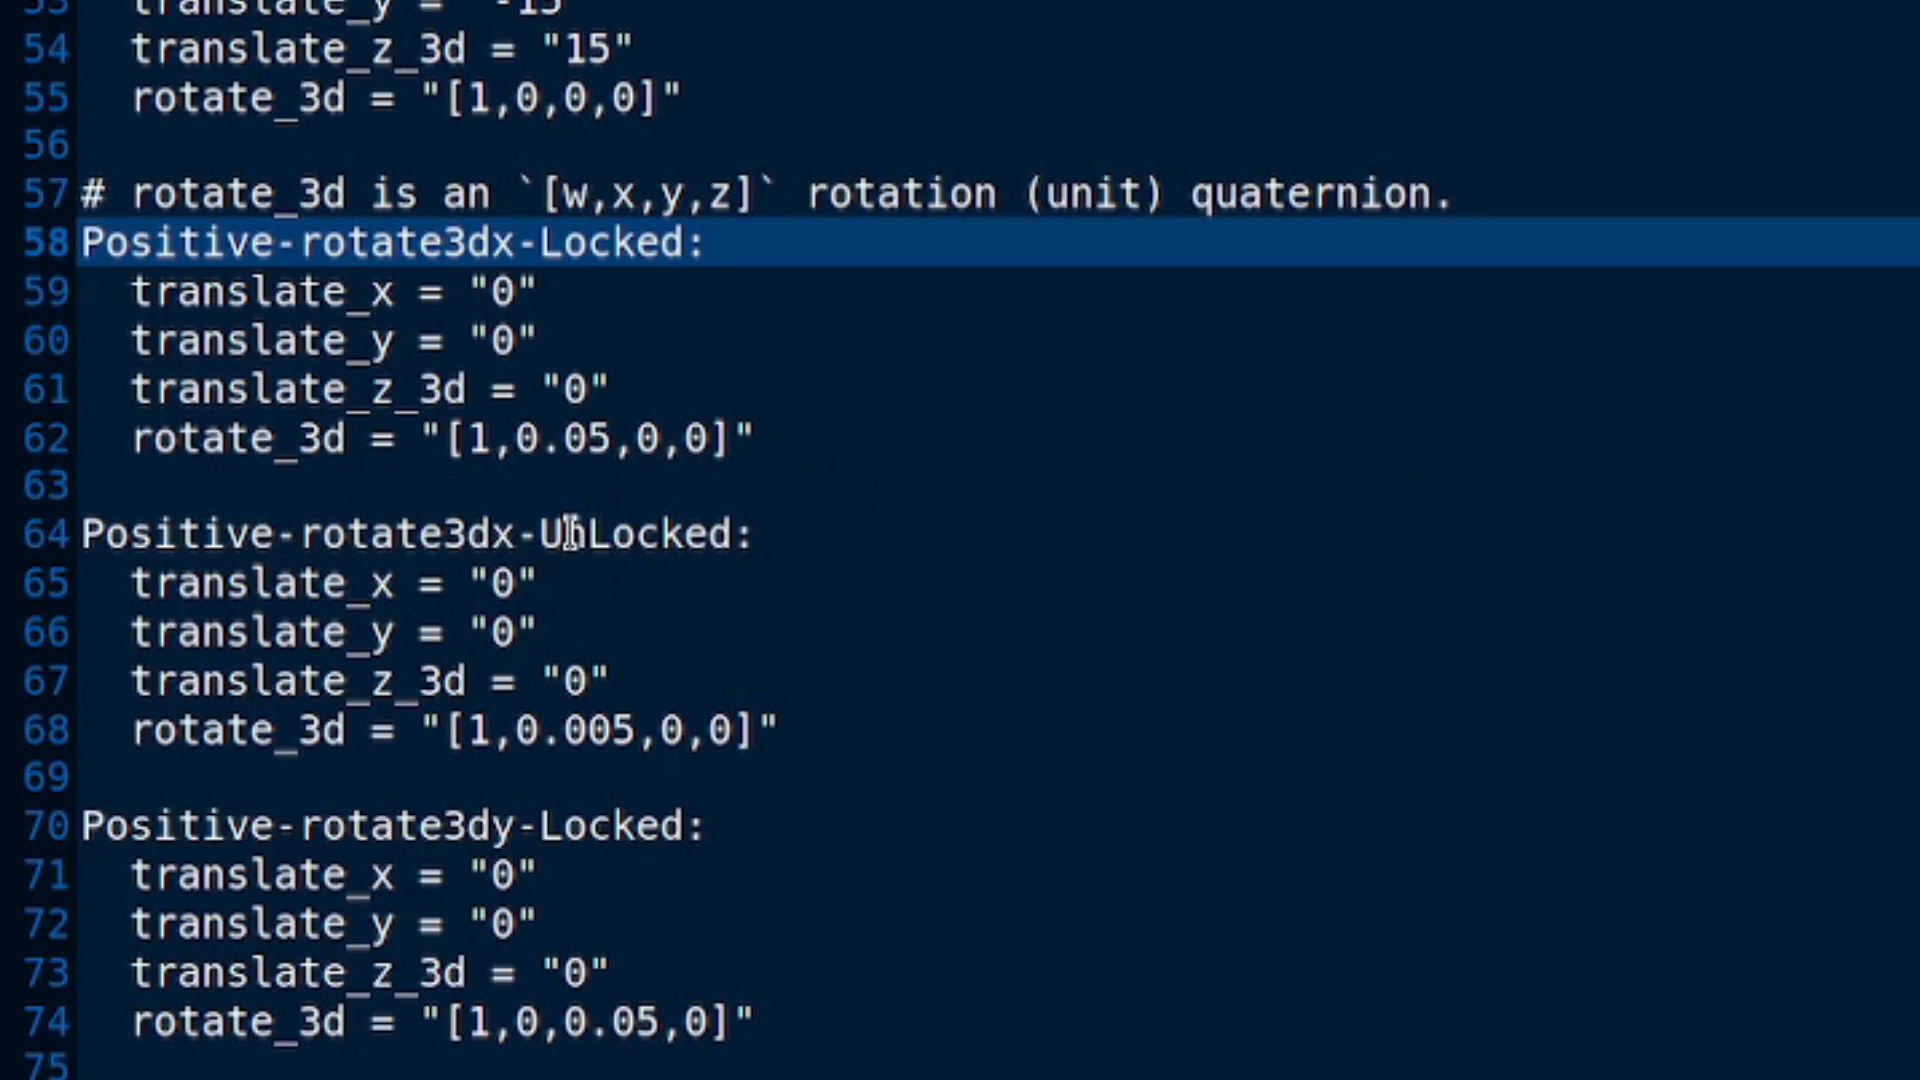 53 translate_y = "-15"
54 translate_z_3d = "15"
55 rotate_3d = "[1,0,0,0]"
56
57 # rotate_3d is an `[w,x,y,z]` rotation (unit) quaternion.
58 Positive-rotate3dx-Locked:
59 translate_x = "0"
60 translate_y = "0"
61 translate_z_3d = "0"
62 rotate_3d = "[1,0.05,0,0]"
63
64 Positive-rotate3dx-UnLocked:
65 translate_x = "0"
66 translate_y = "0"
67 translate_z_3d = "0"
68 rotate_3d = "[1,0.005,0,0]"
69
70 Positive-rotate3dy-Locked:
71 translate_x = "0"
72 translate_y = "0"
73 translate_z_3d = "0"
74 rotate_3d = "[1,0,0.05,0]"
75